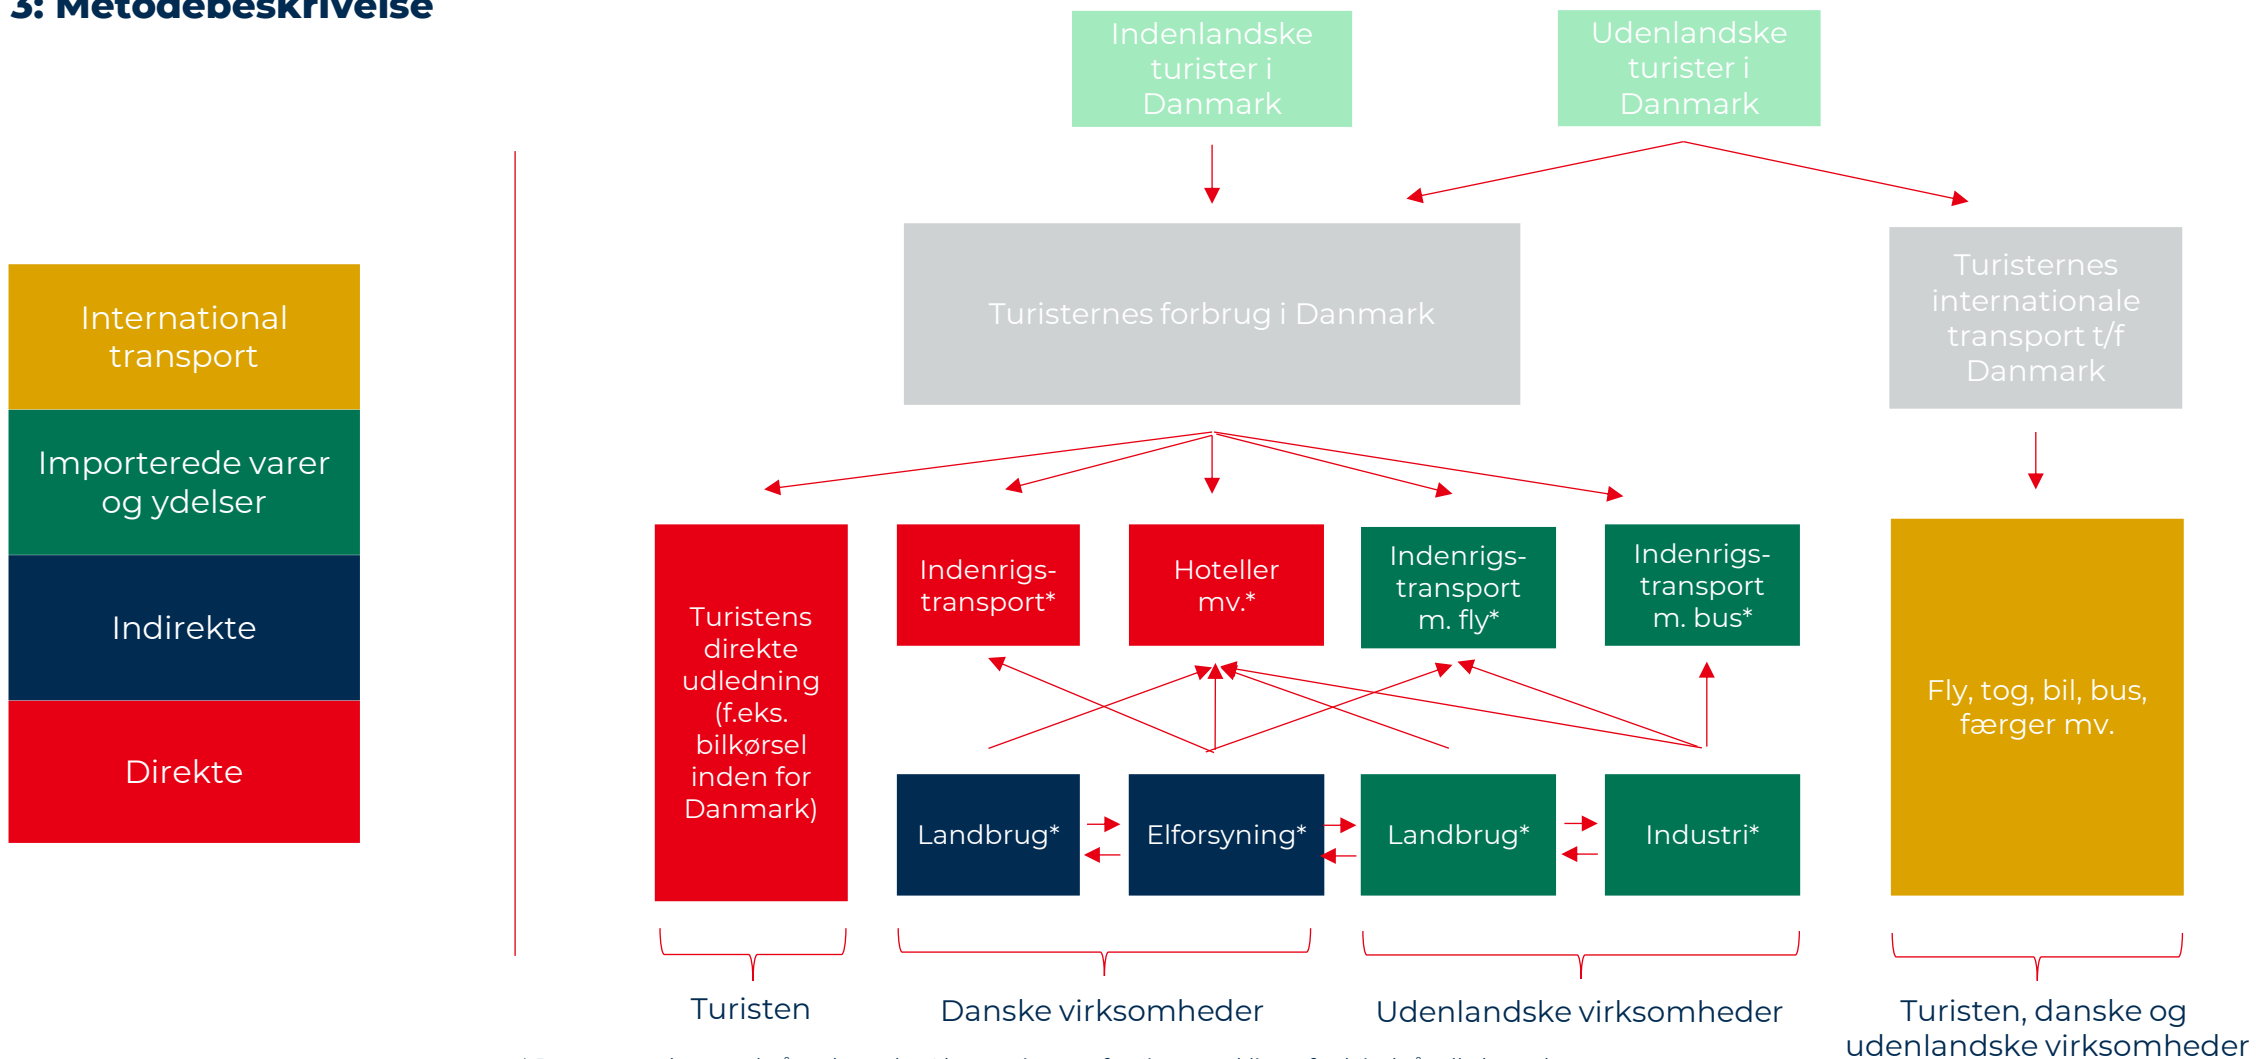 3: Metodebeskrivelse
Indenlandske
turister i
Danmark
Udenlandske
turister i
Danmark
Turisternes forbrug i Danmark
Turisternes
internationale
transport t/f
Danmark
International
transport
Importerede varer
og ydelser
Indirekte
Direkte
Turistens
direkte
udledning
(f.eks.
bilkørsel
inden for
Danmark)
Indenrigs-
transport*
Hoteller
mv.*
Indenrigs-
transport
m. fly*
Indenrigs-
transport
m. bus*
Fly, tog, bil, bus,
færger mv.
Landbrug*
Elforsyning*
Landbrug*
Industri*
Turisten
Danske virksomheder
Udenlandske virksomheder
Turisten, danske og
udenlandske virksomheder